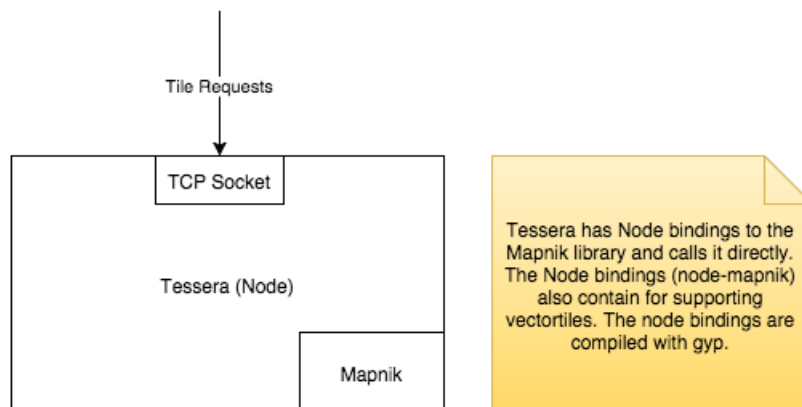 Tile Requests
TCP Socket
Tessera (Node)
Mapnik
Tessera has Node bindings to the
Mapnik library and calls it directly.
The Node bindings (node-mapnik)
also contain for supporting
vectortiles. The node bindings are
compiled with gyp.